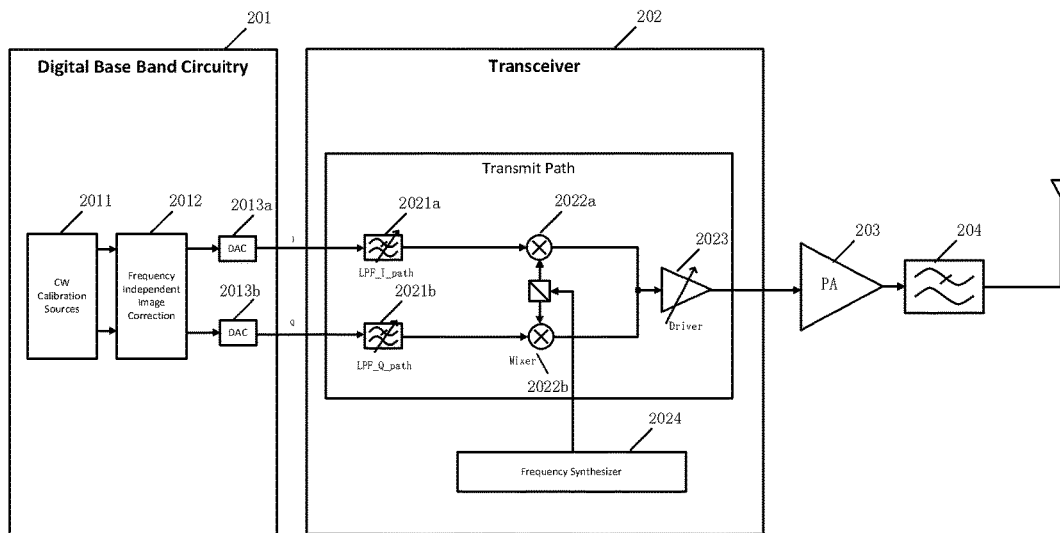 201
202
Digital Base Band Circuitry
Transceiver
Transmit Path
2011
2012
2013a
2021a
2022a
2023
203
204
DAC
I
LPF_I_path
CW
Calibration
Sources
Frequency
Independent
Image
Correction
2013b
2021b
PA
DAC
Q
Driver
LPF_Q_path
Mixer
2022b
2024
Frequency Synthesizer